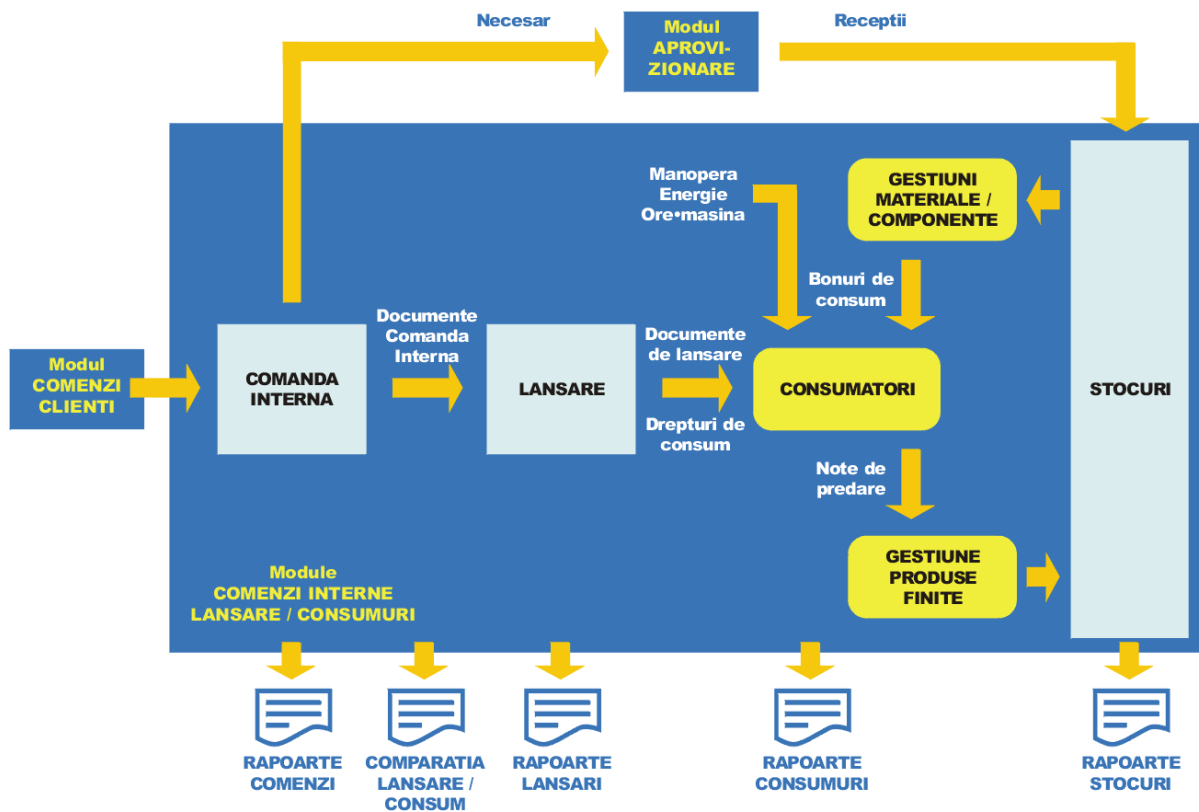 Necesar
Modul
APROVI-
ZIONARE
Receptii
Manopera
Energie
Ore•masina
GESTIUNI
MATERIALE /
COMPONENTE
Bonuri de
consum
Modul
COMENZI
CLIENTI
COMANDA
INTERNA
Documente
Comanda
Interna
LANSARE
Documente
de lansare
Drepturi de
consum
CONSUMATORI
STOCURI
Note de
predare
GESTIUNE
PRODUSE
FINITE
Module
COMENZI INTERNE
LANSARE / CONSUMURI
RAPOARTE
COMENZI
COMPARATIA
LANSARE /
CONSUM
RAPOARTE
LANSARI
RAPOARTE
CONSUMURI
RAPOARTE
STOCURI